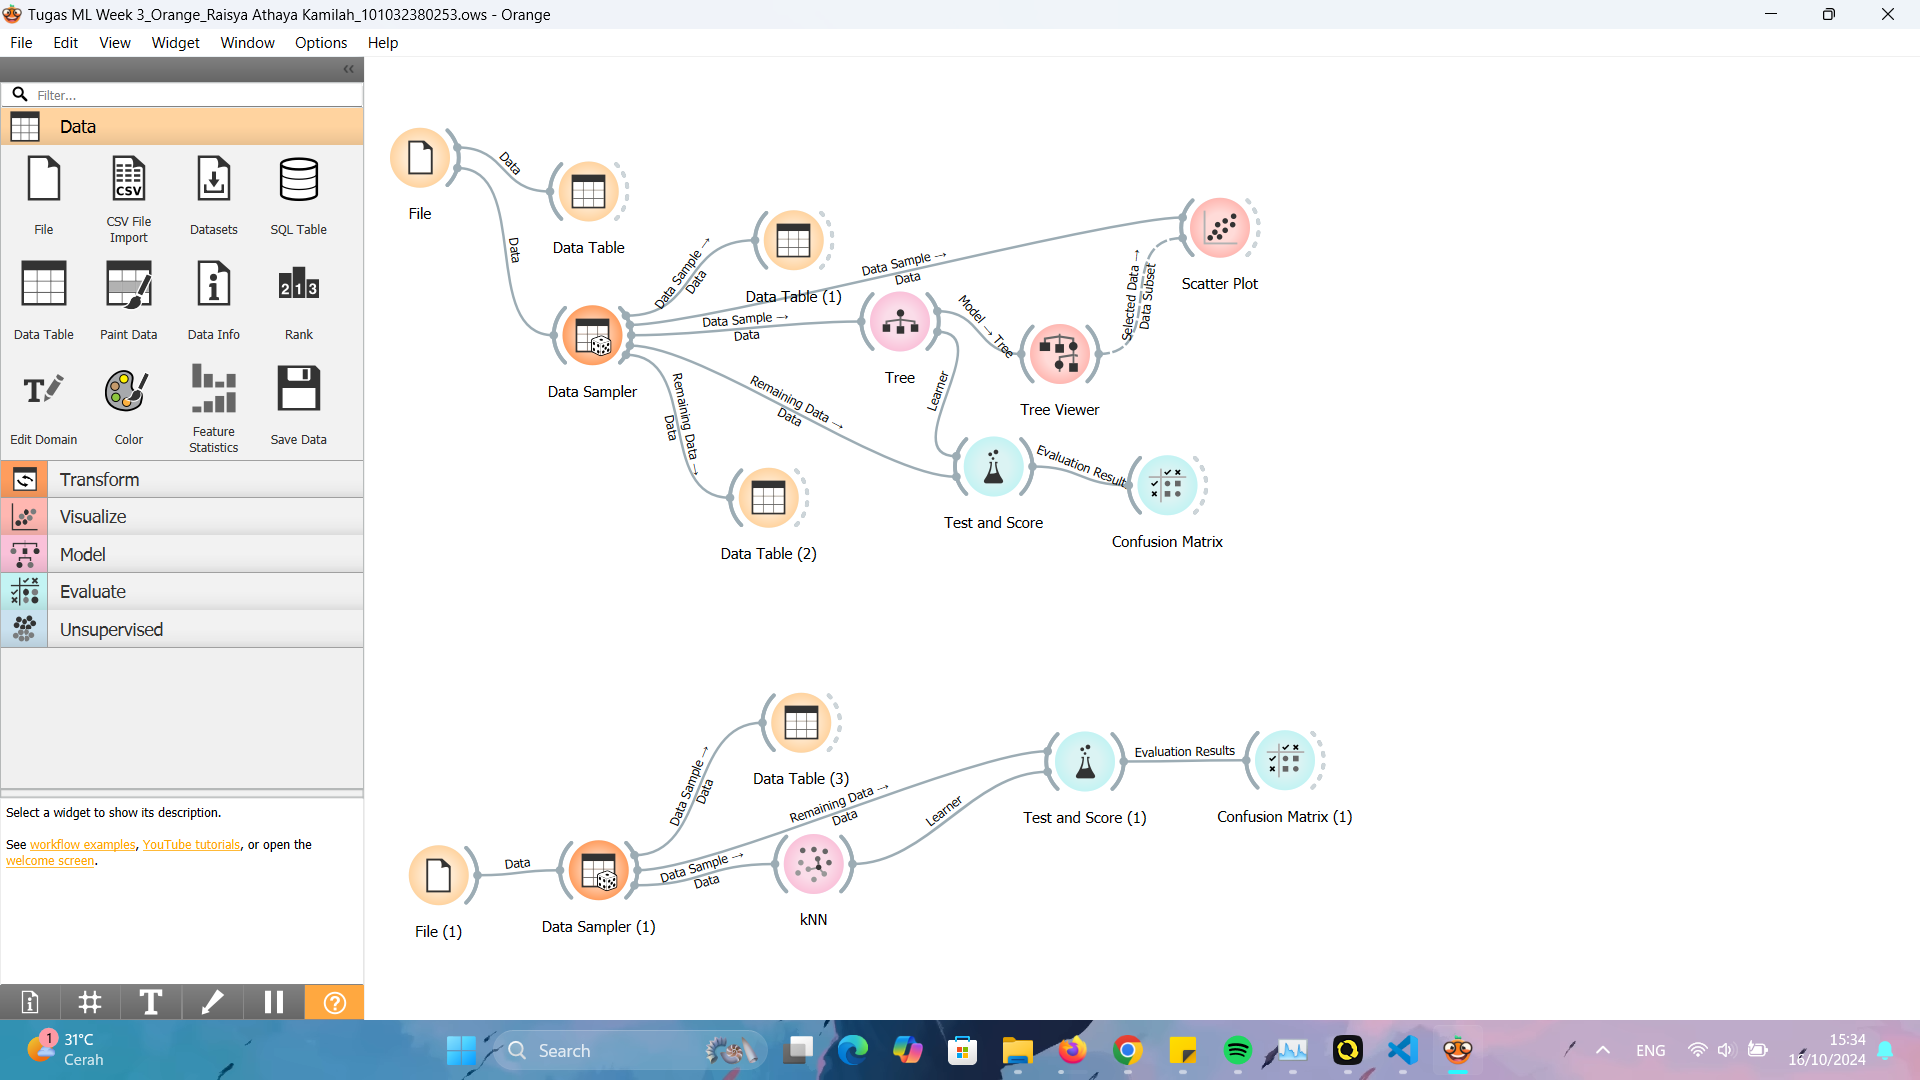 Tugas ML Week 3_Orange_Raisya Athaya Kamilah_101032380253.ows - Orange
File Edit View Widget Window Options Help
Filter...
Data
File
CSV File
Import
Datasets
SQL Table
Data Table
Paint Data
Data Info
Rank
Edit Domain
Color
Feature
Statistics
Save Data
Transform
Visualize
Model
Evaluate
Unsupervised
Select a widget to show its description.
See workflow examples, YouTube tutorials, or open the
welcome screen.
File
Data
Data
Data Table
Data Sampler
Data Sample →
Data
Data Table (1)
Data Sample →
Data
Scatter Plot
Data Sample →
Data
Tree
Model → Tree
Tree Viewer
Selected Data →
Data Subset
Learner
Remaining Data →
Data
Remaining Data →
Data
Data Table (2)
Test and Score
Evaluation Result
Confusion Matrix
File (1)
Data
Data Sampler (1)
Data Sample →
Data
Data Table (3)
Remaining Data →
Data
Data Sample →
Data
kNN
Learner
Test and Score (1)
Evaluation Results
Confusion Matrix (1)
1
31°C
Cerah
Search
ENG
15:34
16/10/2024